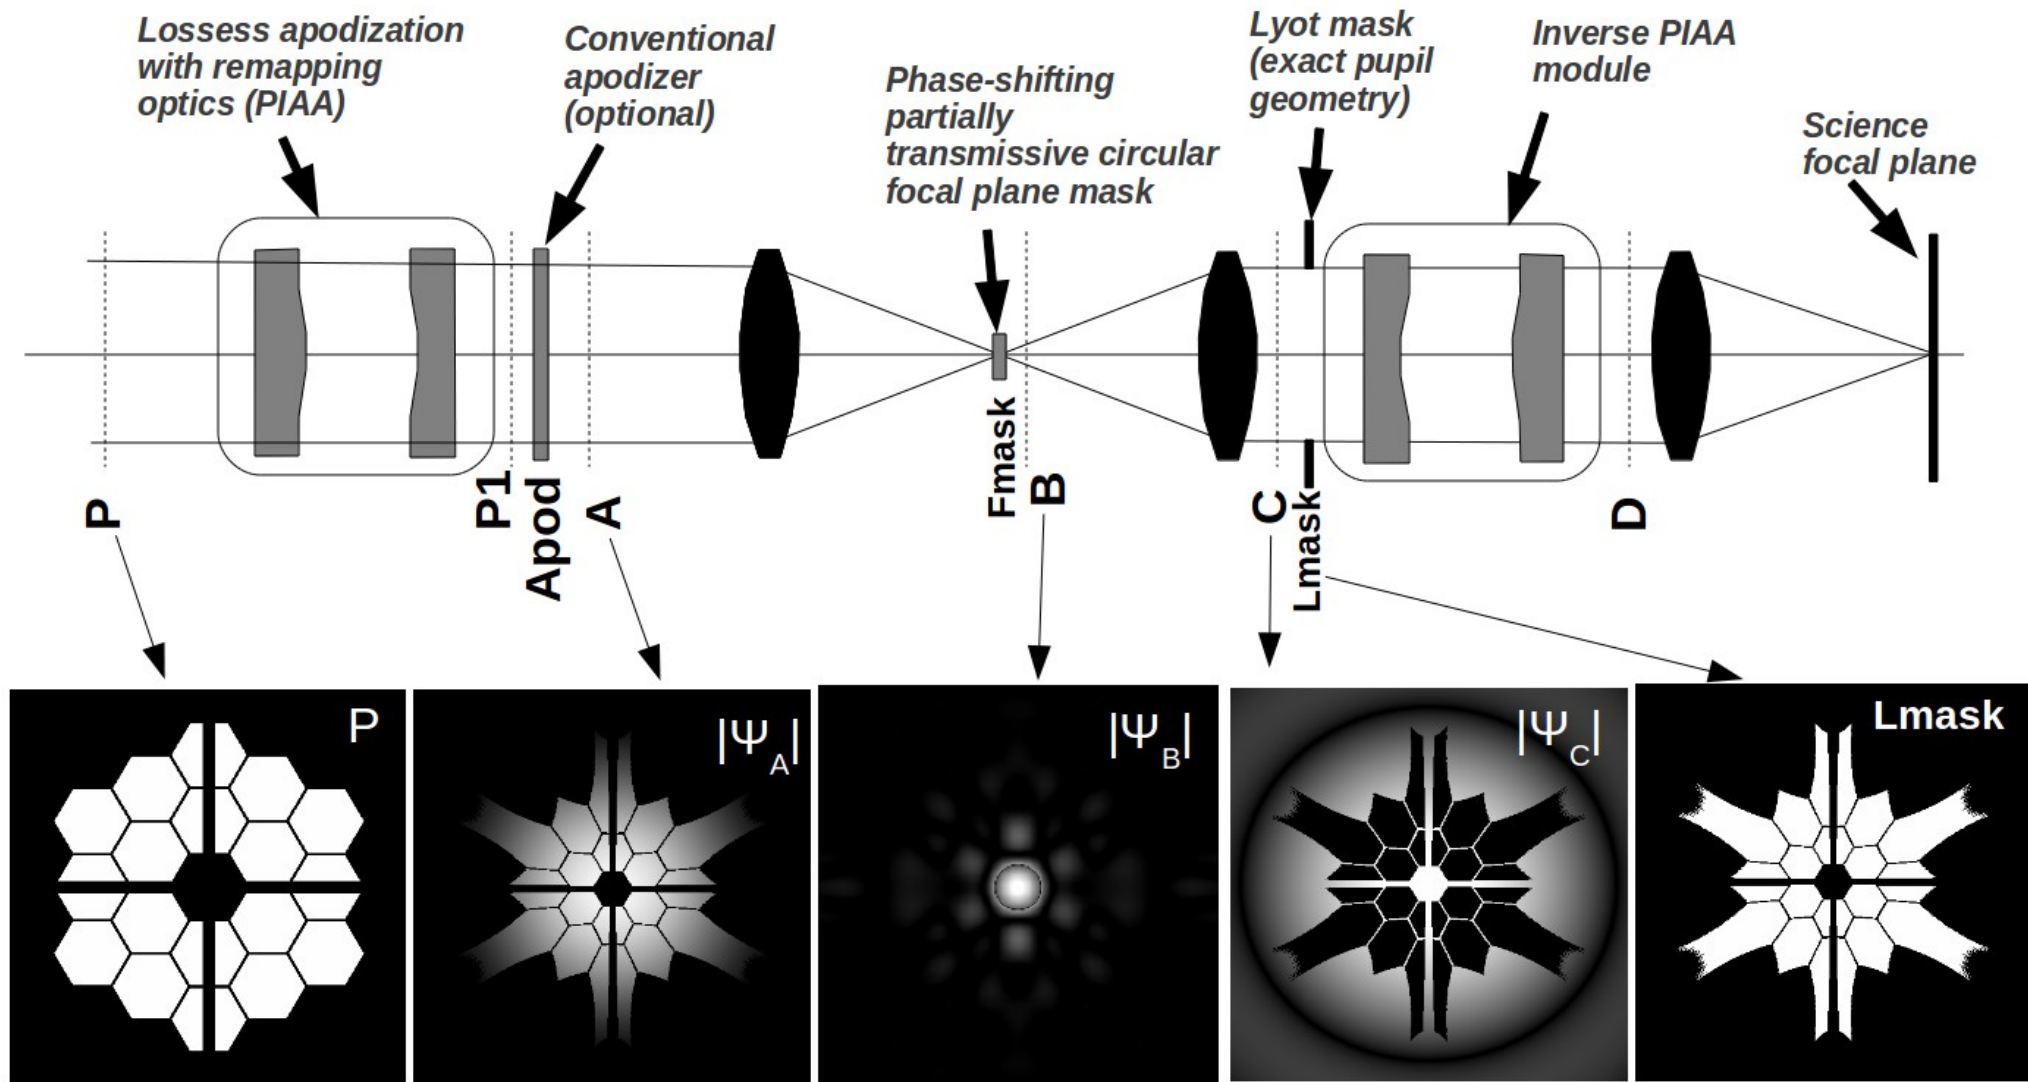 Lossess apodization
with remapping
optics (PIAA)
Conventional
apodizer
(optional)
Phase-shifting
partially
transmissive circular
focal plane mask
Lyot mask
(exact pupil
geometry)
Inverse PIAA
module
Science
focal plane
P
P1
Apod
A
Fmask
B
C
Lmask
D
P
|Ψ_A|
|Ψ_B|
|Ψ_C|
Lmask